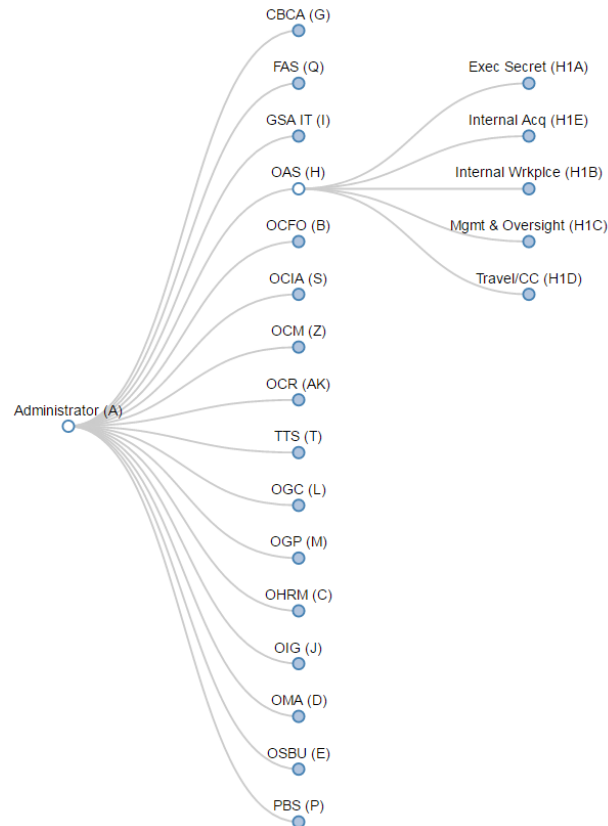 CBCA (G)
FAS (Q)
Exec Secret (H1A)
GSA IT (I)
Internal Acq (H1E)
OAS (H)
Internal Wrkplce (H1B)
OCFO (B)
Mgmt & Oversight (H1C)
OCIA (S)
Travel/CC (H1D)
OCM (Z)
OCR (AK)
Administrator (A)
TTS (T)
OGC (L)
OGP (M)
OHRM (C)
OIG (J)
OMA (D)
OSBU (E)
PBS (P)